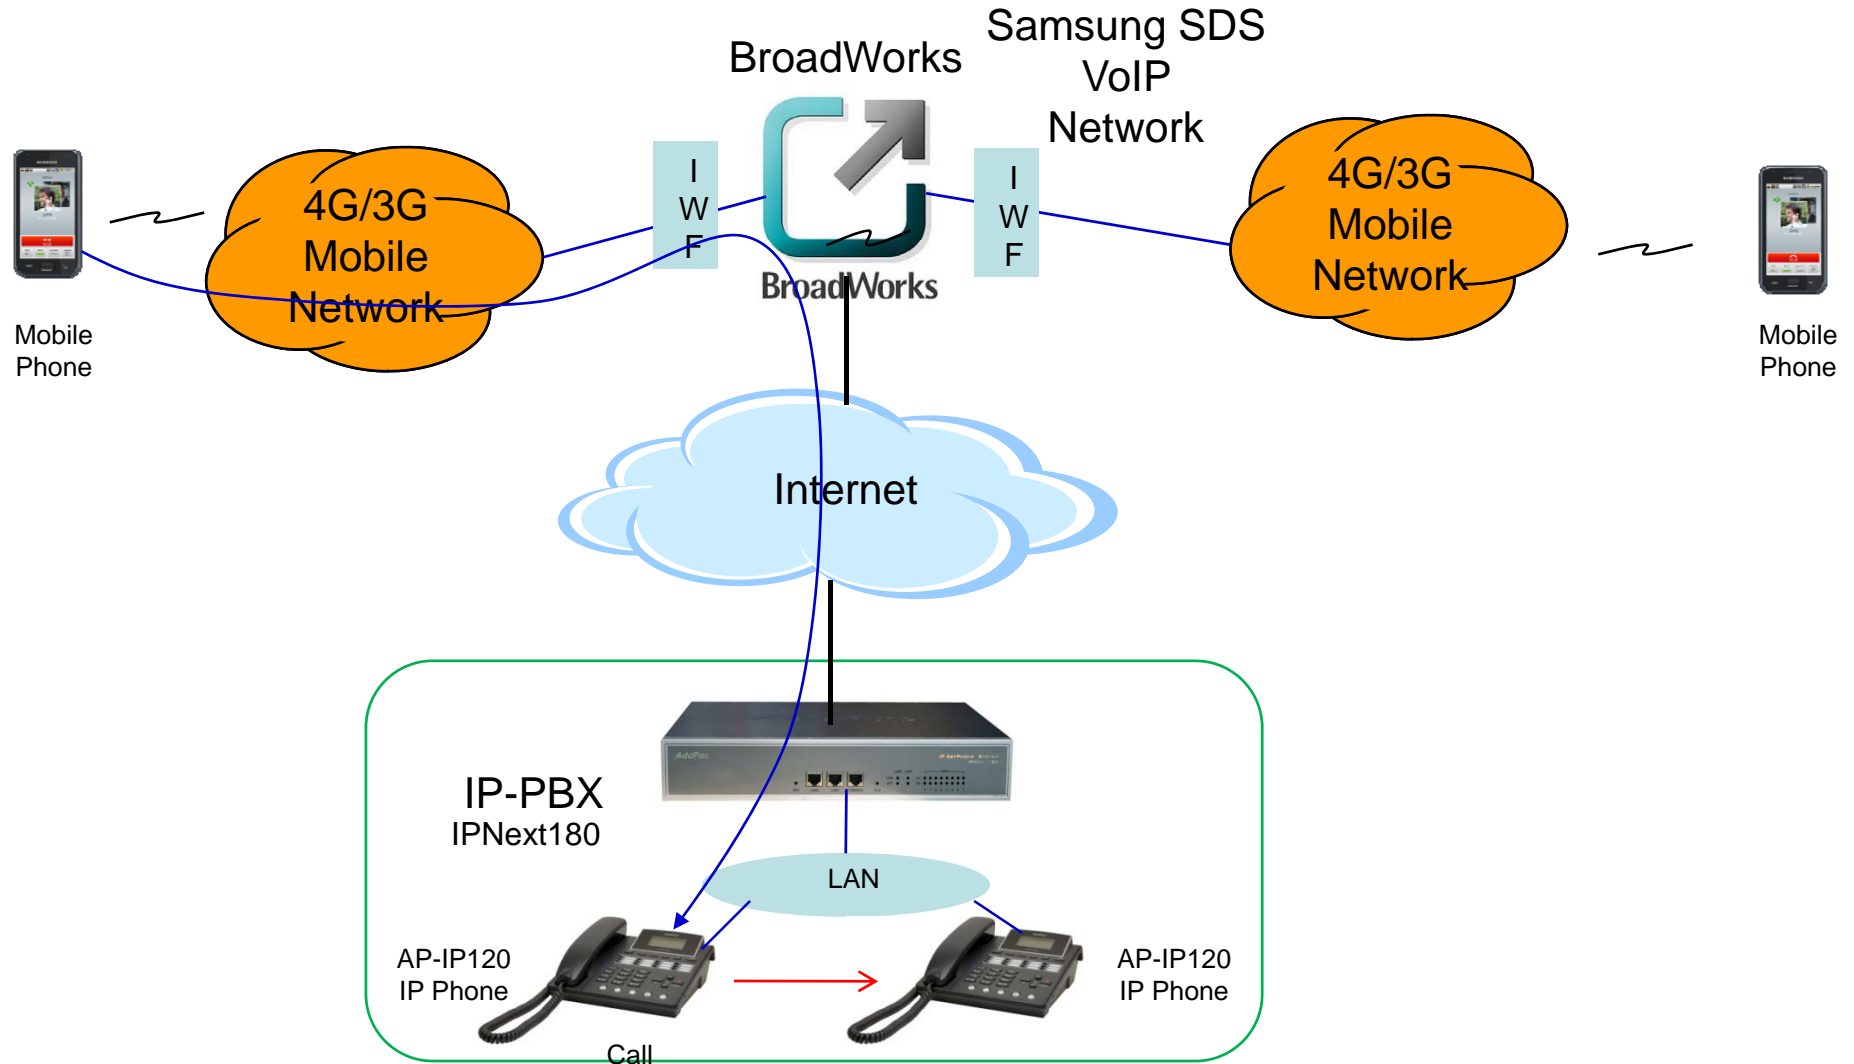 Samsung SDS
VoIP
Network
BroadWorks
I
W
F
I
W
F
4G/3G
Mobile
Network
4G/3G
Mobile
Network
BroadWorks
Mobile
Phone
Mobile
Phone
Internet
AddPac
IP-PBX
IPNext180
LAN
AP-IP120
IP Phone
AP-IP120
IP Phone
Call